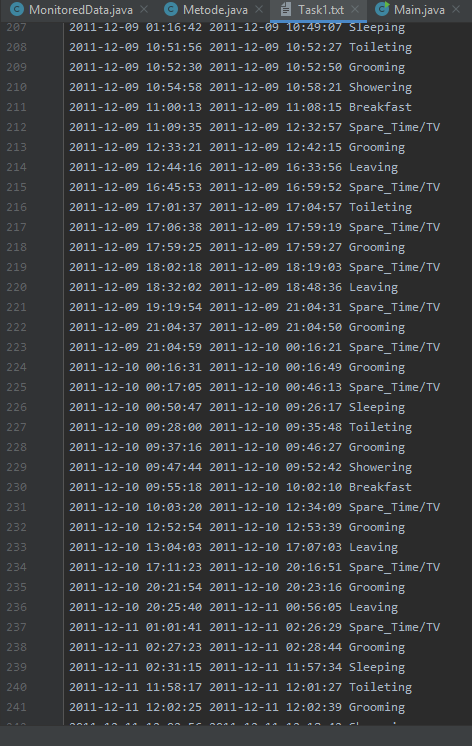 MonitoredData.java Metode.java Task1.txt Main.java
207 2011-12-09 01:16:42 2011-12-09 10:49:07 Sleeping
208 2011-12-09 10:51:56 2011-12-09 10:52:27 Toileting
209 2011-12-09 10:52:30 2011-12-09 10:52:50 Grooming
210 2011-12-09 10:54:58 2011-12-09 10:58:21 Showering
211 2011-12-09 11:00:13 2011-12-09 11:08:15 Breakfast
212 2011-12-09 11:09:35 2011-12-09 12:32:57 Spare_Time/TV
213 2011-12-09 12:33:21 2011-12-09 12:42:15 Grooming
214 2011-12-09 12:44:16 2011-12-09 16:33:56 Leaving
215 2011-12-09 16:45:53 2011-12-09 16:59:52 Spare_Time/TV
216 2011-12-09 17:01:37 2011-12-09 17:04:57 Toileting
217 2011-12-09 17:06:38 2011-12-09 17:59:19 Spare_Time/TV
218 2011-12-09 17:59:25 2011-12-09 17:59:27 Grooming
219 2011-12-09 18:02:18 2011-12-09 18:19:03 Spare_Time/TV
220 2011-12-09 18:32:02 2011-12-09 18:48:36 Leaving
221 2011-12-09 19:19:54 2011-12-09 21:04:31 Spare_Time/TV
222 2011-12-09 21:04:37 2011-12-09 21:04:50 Grooming
223 2011-12-09 21:04:59 2011-12-10 00:16:21 Spare_Time/TV
224 2011-12-10 00:16:31 2011-12-10 00:16:49 Grooming
225 2011-12-10 00:17:05 2011-12-10 00:46:13 Spare_Time/TV
226 2011-12-10 00:50:47 2011-12-10 09:26:17 Sleeping
227 2011-12-10 09:28:00 2011-12-10 09:35:48 Toileting
228 2011-12-10 09:37:16 2011-12-10 09:46:27 Grooming
229 2011-12-10 09:47:44 2011-12-10 09:52:42 Showering
230 2011-12-10 09:55:18 2011-12-10 10:02:10 Breakfast
231 2011-12-10 10:03:20 2011-12-10 12:34:09 Spare_Time/TV
232 2011-12-10 12:52:54 2011-12-10 12:53:39 Grooming
233 2011-12-10 13:04:03 2011-12-10 17:07:03 Leaving
234 2011-12-10 17:11:23 2011-12-10 20:16:51 Spare_Time/TV
235 2011-12-10 20:21:54 2011-12-10 20:23:16 Grooming
236 2011-12-10 20:25:40 2011-12-11 00:56:05 Leaving
237 2011-12-11 01:01:41 2011-12-11 02:26:29 Spare_Time/TV
238 2011-12-11 02:27:23 2011-12-11 02:28:44 Grooming
239 2011-12-11 02:31:15 2011-12-11 11:57:34 Sleeping
240 2011-12-11 11:58:17 2011-12-11 12:01:27 Toileting
241 2011-12-11 12:02:25 2011-12-11 12:02:39 Grooming